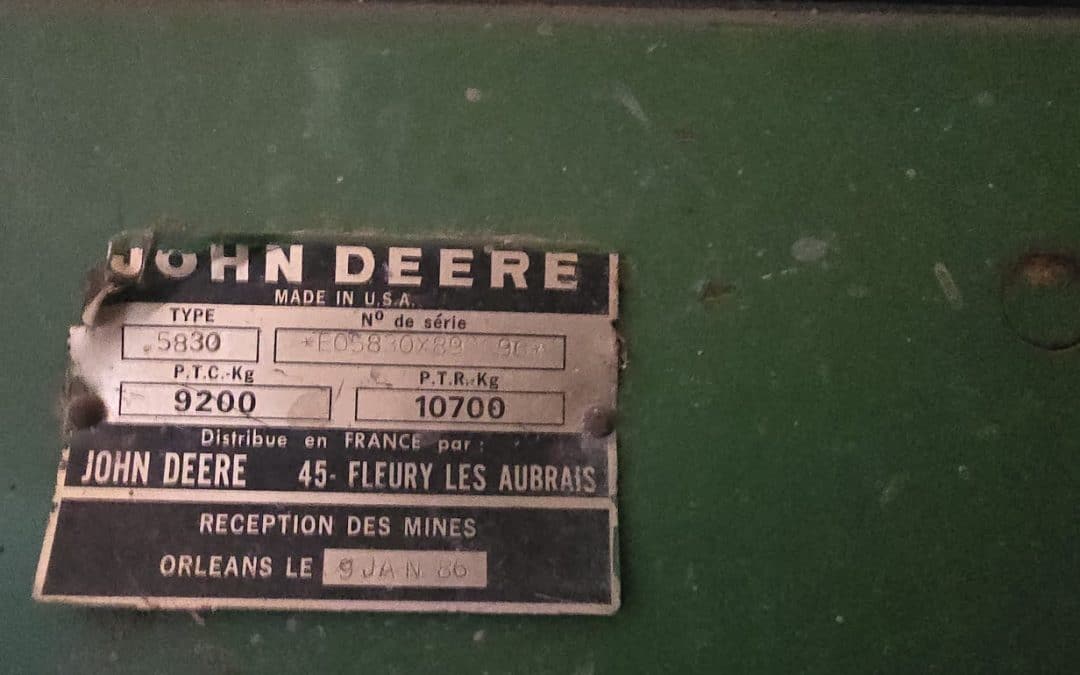 JOHN DEERE
MADE IN U.S.A.
TYPE
Nº de série
5830
P.T.C.-Kg
P.T.R.-Kg
9200
10700
Distribue en FRANCE par :
JOHN DEERE 45- FLEURY LES AUBRAIS
RECEPTION DES MINES
ORLEANS LE 9 JAN 86